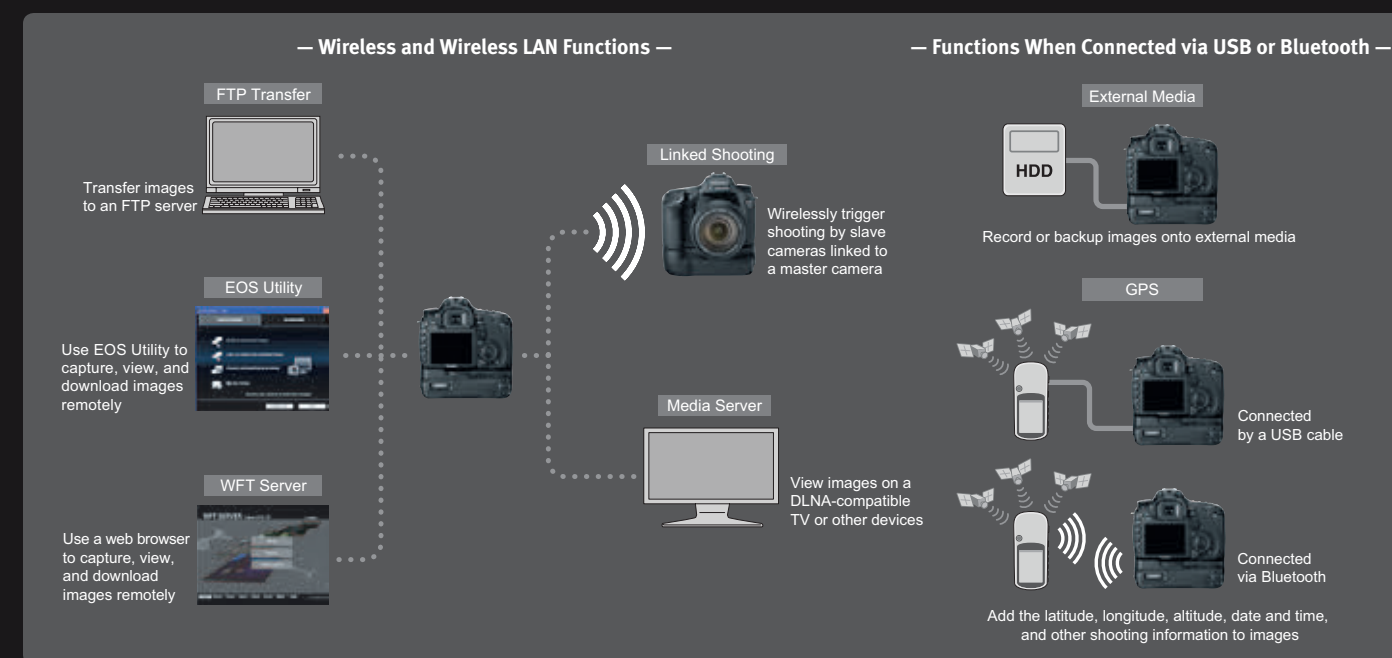 — Wireless and Wireless LAN Functions —
FTP Transfer
Transfer images
to an FTP server
EOS Utility
Use EOS Utility to
capture, view, and
download images
remotely
WFT Server
WFT SERVER
Use a web browser
to capture, view,
and download
images remotely
Linked Shooting
Wirelessly trigger
shooting by slave
cameras linked to
a master camera
Media Server
View images on a
DLNA-compatible
TV or other devices
— Functions When Connected via USB or Bluetooth —
External Media
HDD
Record or backup images onto external media
GPS
Connected
by a USB cable
Connected
via Bluetooth
Add the latitude, longitude, altitude, date and time,
and other shooting information to images